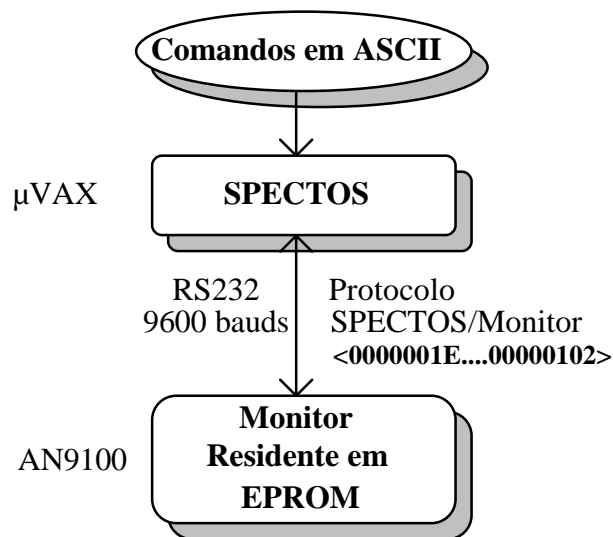 Comandos em ASCII
µVAX
SPECTOS
RS232
9600 bauds
Protocolo
SPECTOS/Monitor
<0000001E....00000102>
AN9100
Monitor
Residente em
EPROM